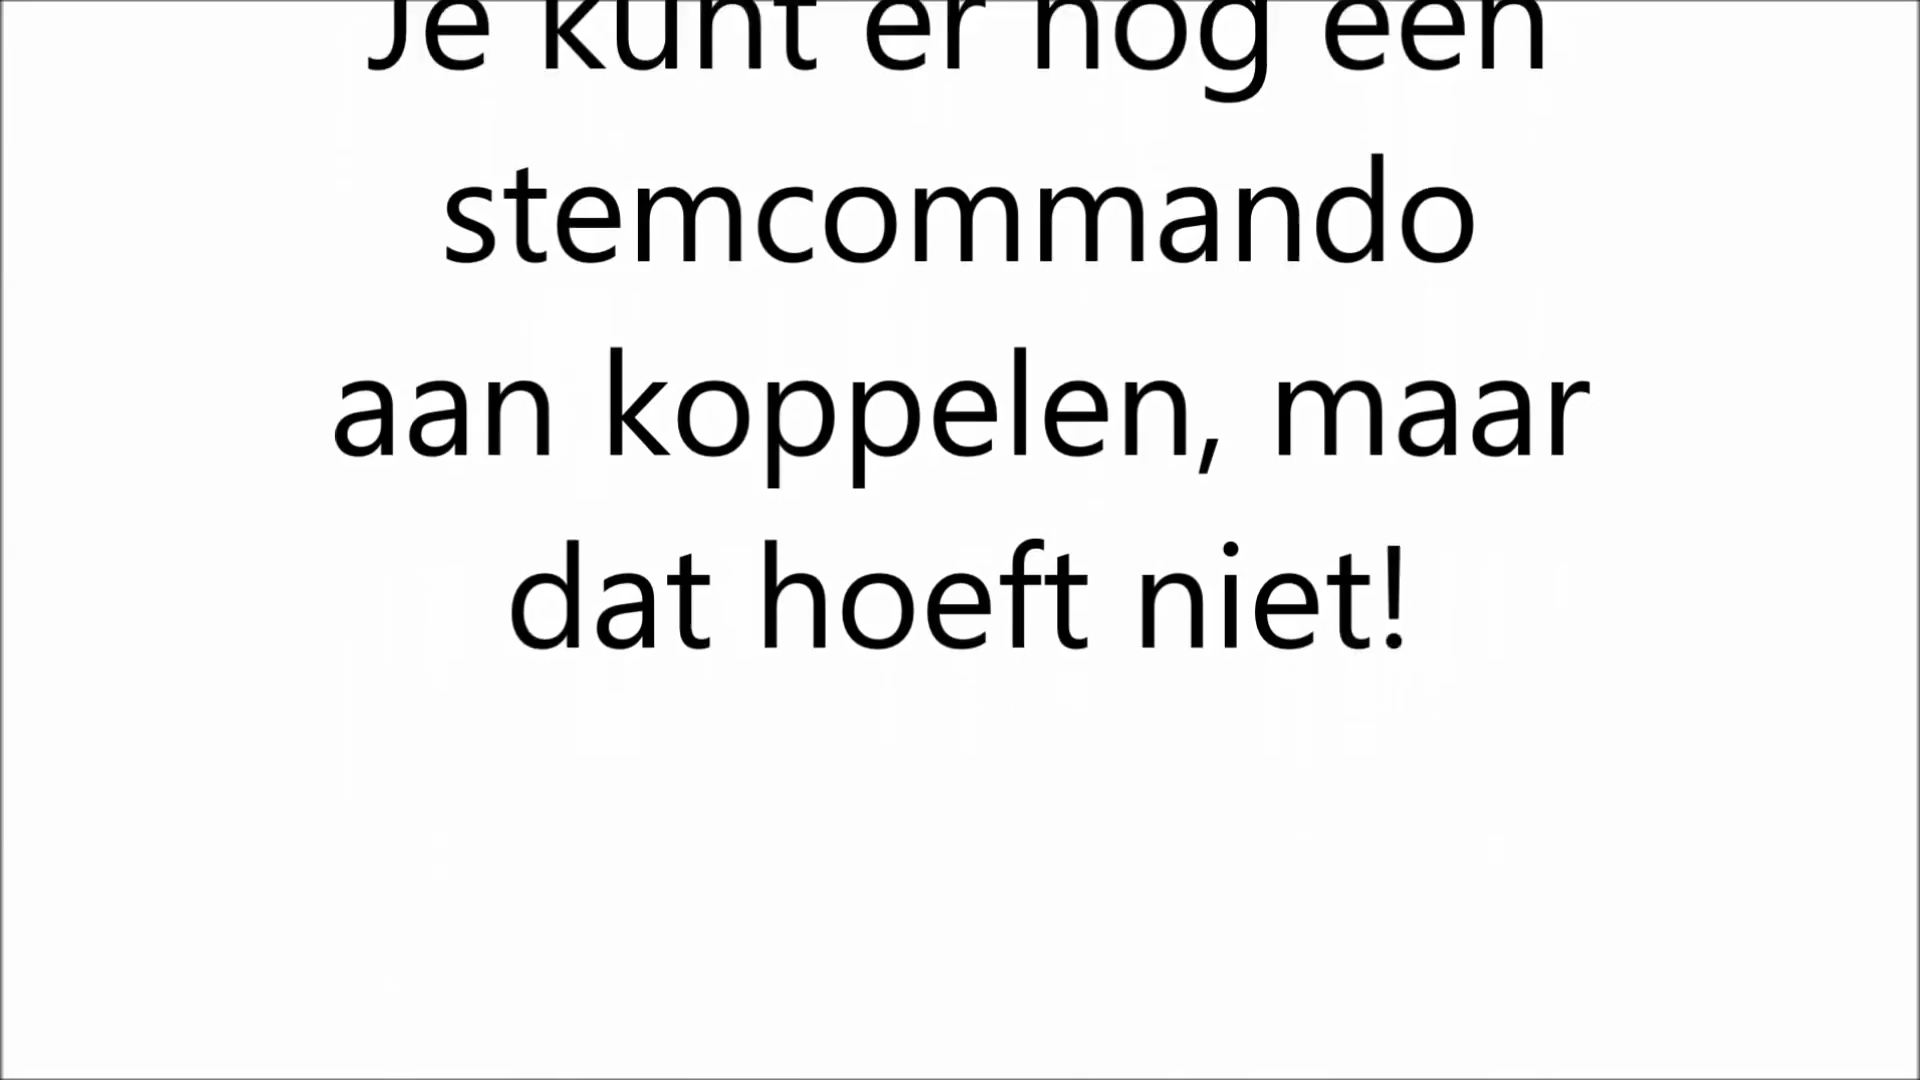 Je kunt er nog een
stemcommando
aan koppelen, maar
dat hoeft niet!